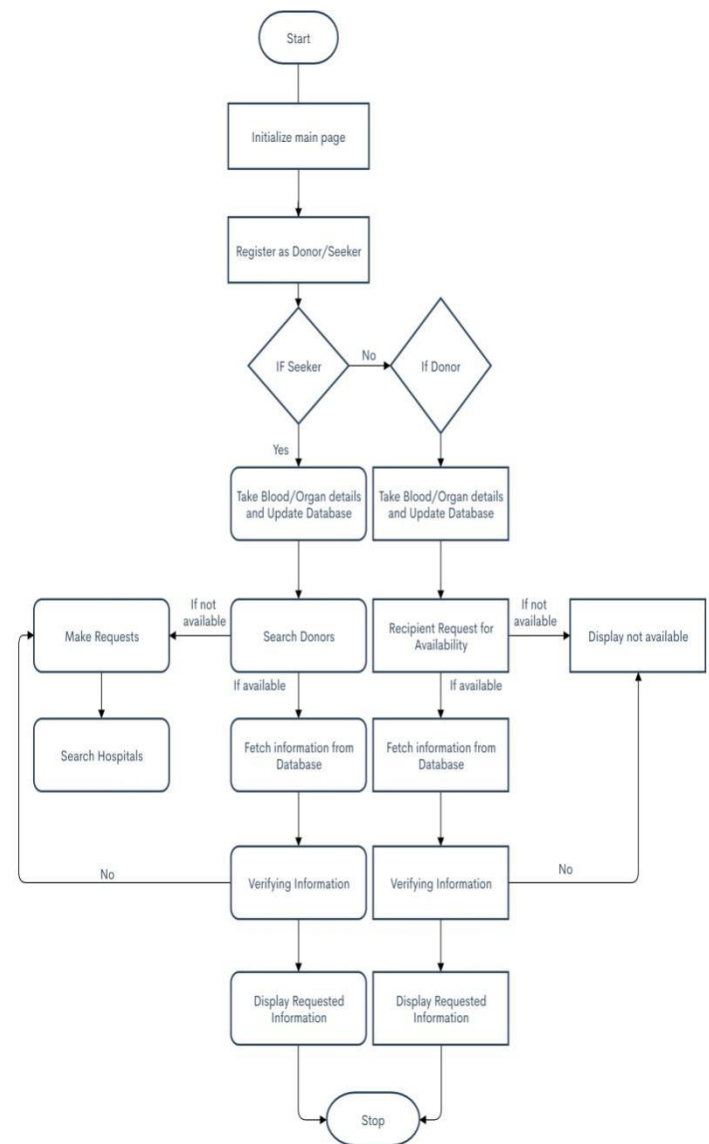 Start
Initialize main page
Register as Donor/Seeker
IF Seeker
No
If Donor
Yes
Take Blood/Organ details
and Update Database
Take Blood/Organ details
and Update Database
Make Requests
If not
available
Search Donors
Recipient Request for
Availability
If not
available
Display not available
If available
If available
Search Hospitals
Fetch information from
Database
Fetch information from
Database
No
Verifying Information
Verifying Information
No
Display Requested
Information
Display Requested
Information
Stop